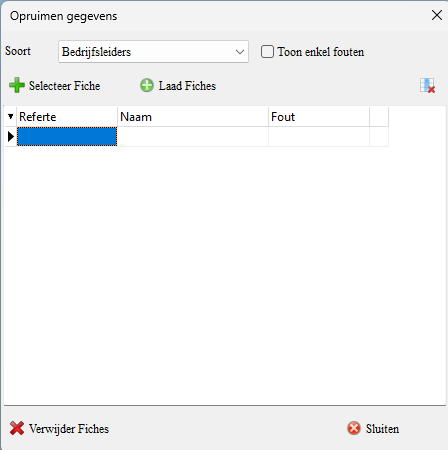 Opruimen gegevens
Soort Bedrijfsleiders Toon enkel fouten
Selecteer Fiche Laad Fiches
Referte Naam Fout
Verwijder Fiches Sluiten